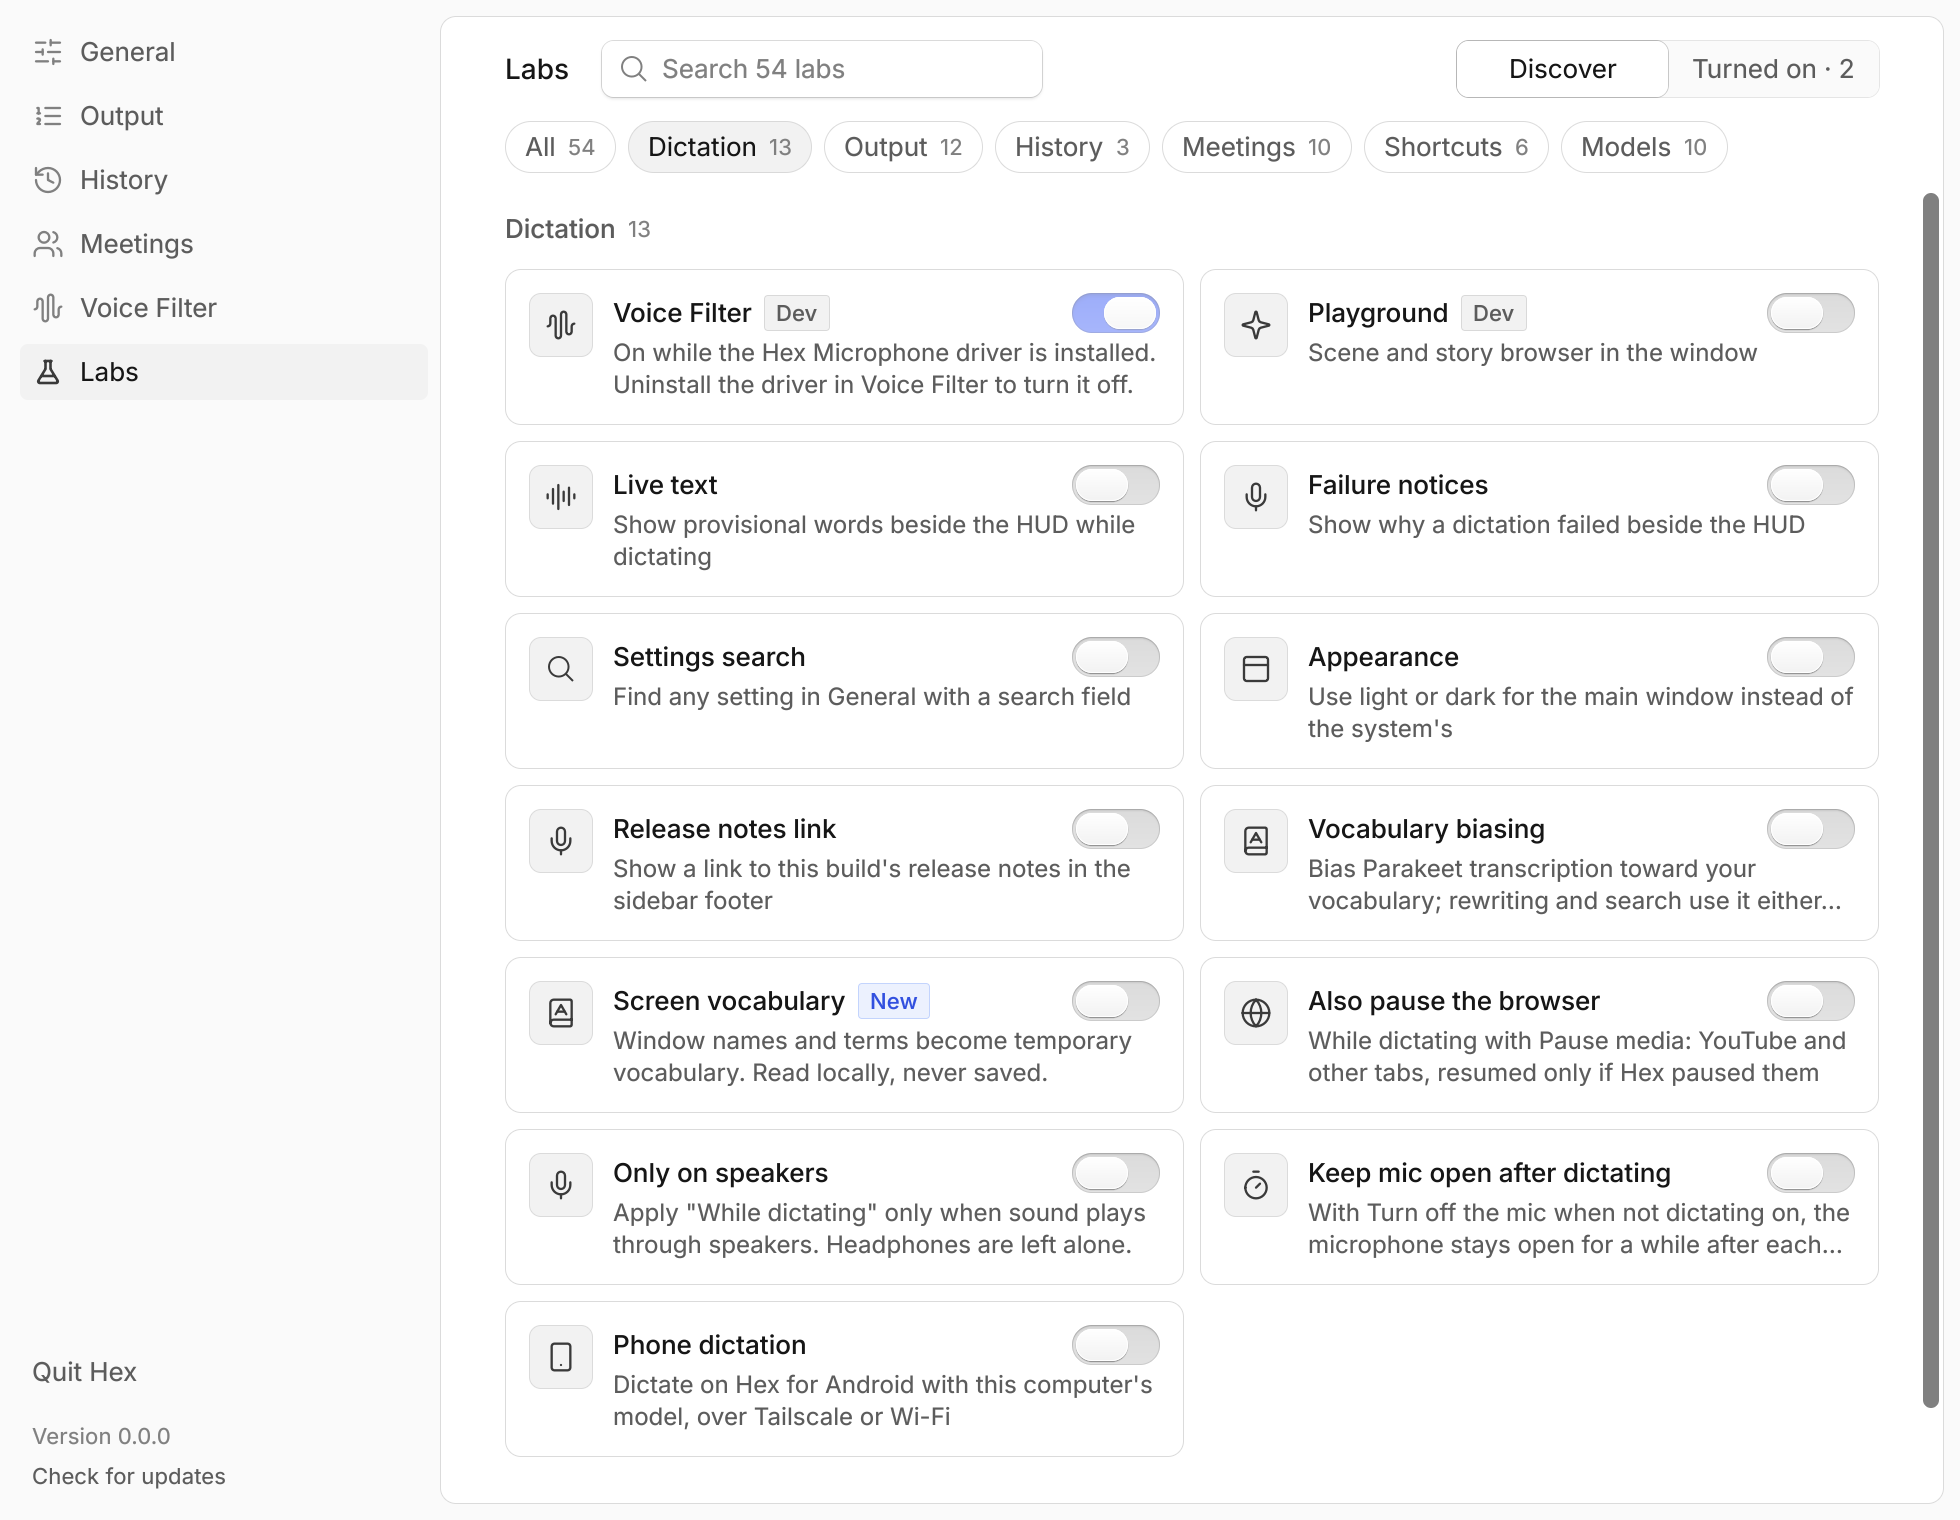 General
Output
History
Meetings
Voice Filter
Labs
Quit Hex
Version 0.0.0
Check for updates
Labs
Search 54 labs
Discover
Turned on · 2
All 54
Dictation 13
Output 12
History 3
Meetings 10
Shortcuts 6
Models 10
Dictation 13
Voice Filter Dev
On while the Hex Microphone driver is installed.
Uninstall the driver in Voice Filter to turn it off.
Playground Dev
Scene and story browser in the window
Live text
Show provisional words beside the HUD while
dictating
Failure notices
Show why a dictation failed beside the HUD
Settings search
Find any setting in General with a search field
Appearance
Use light or dark for the main window instead of
the system's
Release notes link
Show a link to this build's release notes in the
sidebar footer
Vocabulary biasing
Bias Parakeet transcription toward your
vocabulary; rewriting and search use it either...
Screen vocabulary New
Window names and terms become temporary
vocabulary. Read locally, never saved.
Also pause the browser
While dictating with Pause media: YouTube and
other tabs, resumed only if Hex paused them
Only on speakers
Apply "While dictating" only when sound plays
through speakers. Headphones are left alone.
Keep mic open after dictating
With Turn off the mic when not dictating on, the
microphone stays open for a while after each...
Phone dictation
Dictate on Hex for Android with this computer's
model, over Tailscale or Wi-Fi